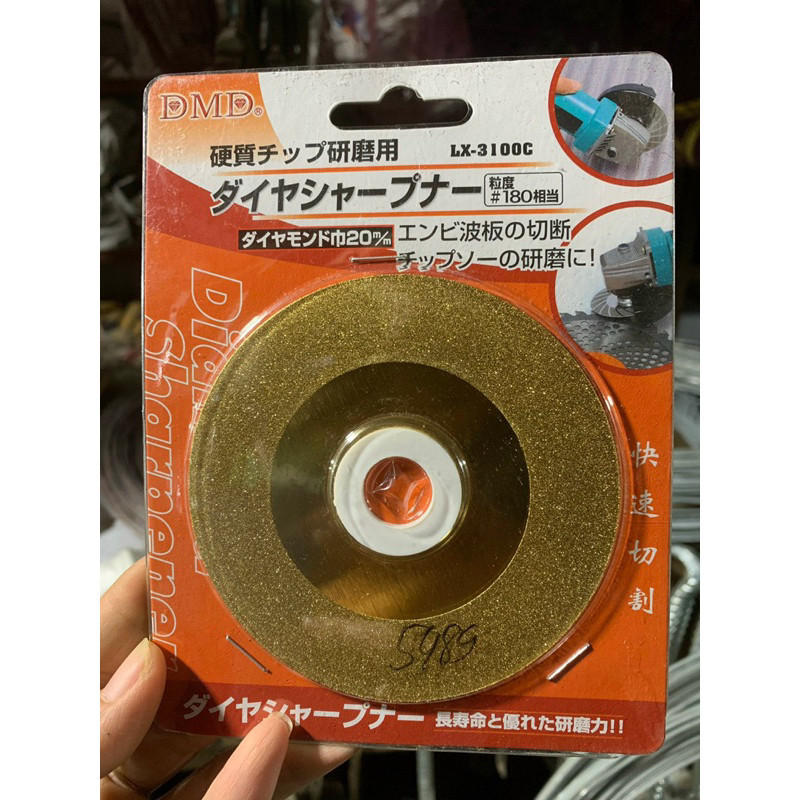 DMD®
硬質チップ研磨用 LX-3100C
ダイヤシャープナー
粒度
#180相当
ダイヤモンド巾20m/m
エンビ波板の切断
チップソーの研磨に!
Sharpener
快速切割
5989
ダイヤシャープナー 長寿命と優れた研磨力!!